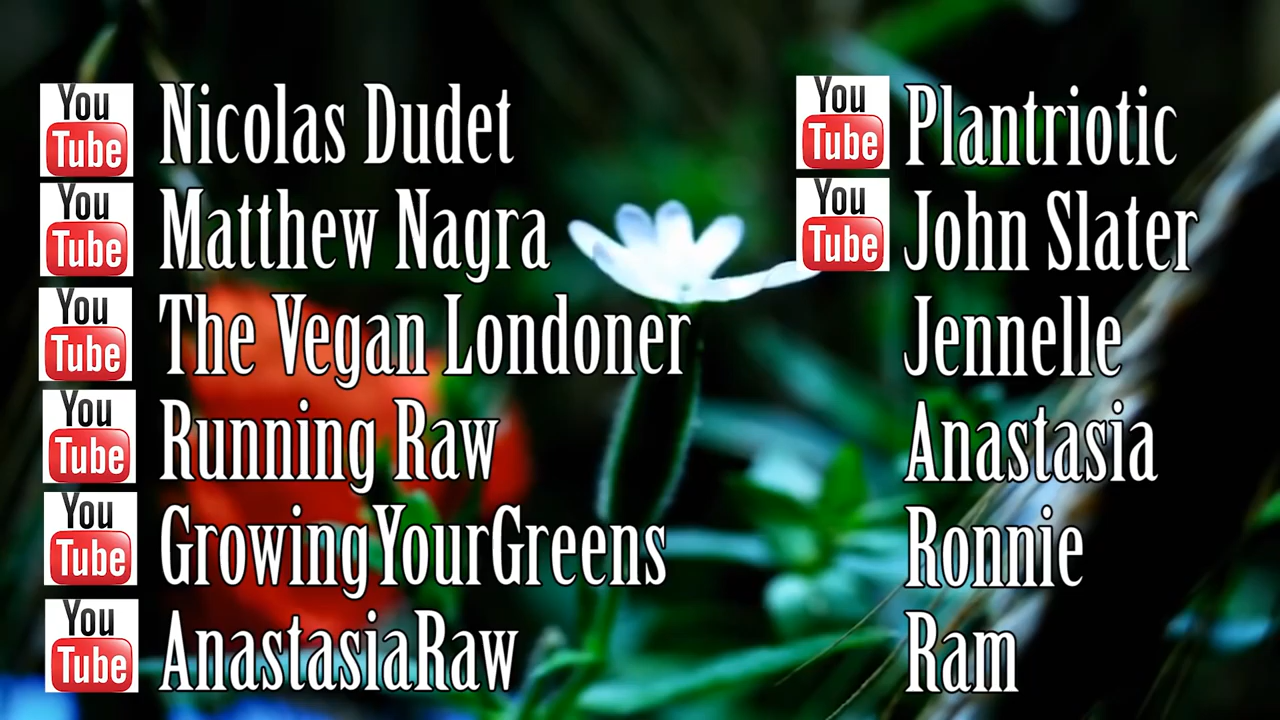 You Tube Nicolas Dudet
You Tube Matthew Nagra
You Tube The Vegan Londoner
You Tube Running Raw
You Tube GrowingYourGreens
You Tube AnastasiaRaw
You Tube Plantriotic
You Tube John Slater
Jennelle
Anastasia
Ronnie
Ram